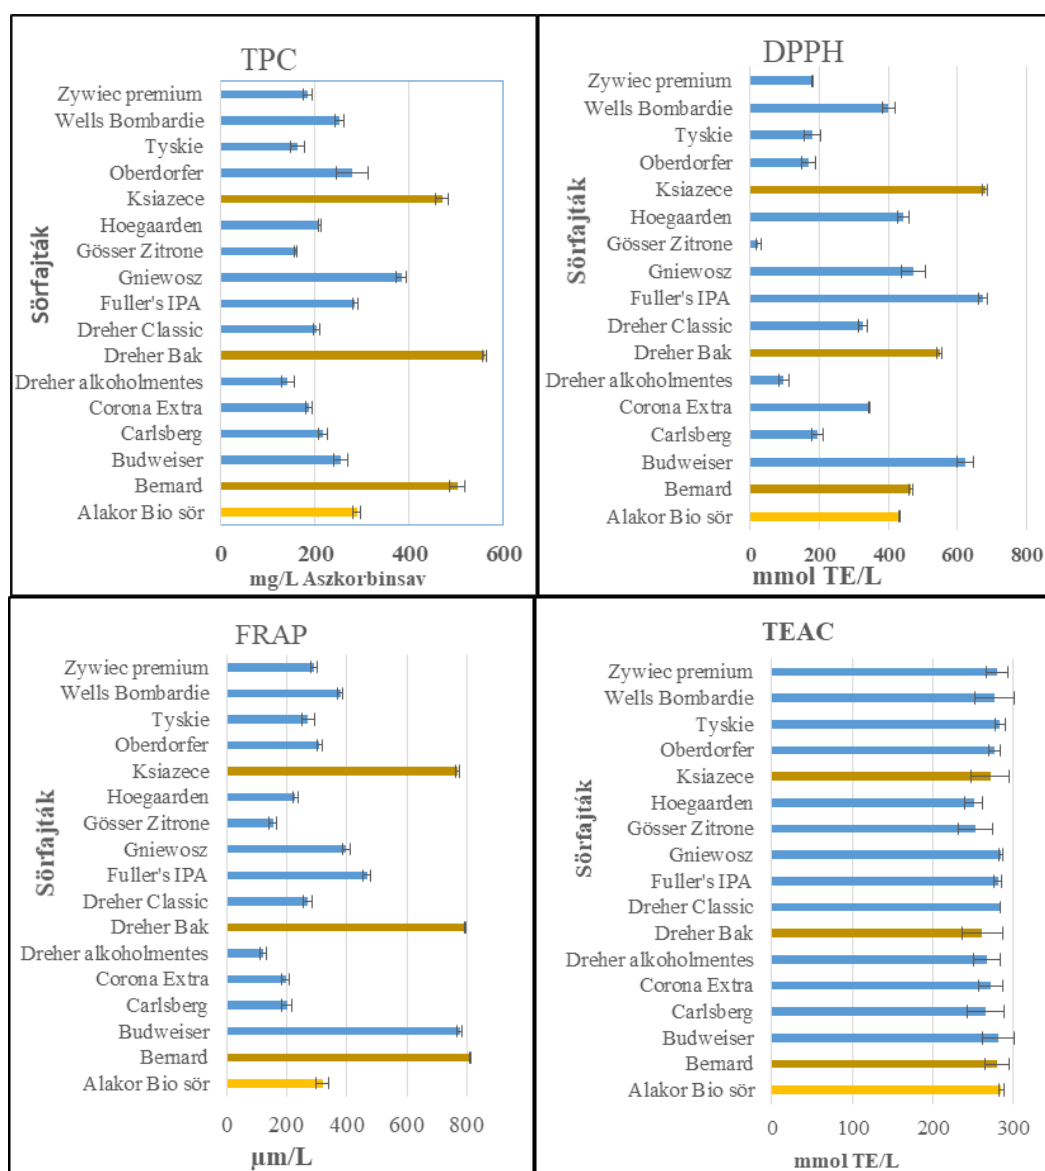 TPC
Zywiec premium
Wells Bombardie
Tyskie
Oberdorfer
Ksiazece
Hoegaarden
Gösser Zitrone
Gniewosz
Fuller's IPA
Dreher Classic
Dreher Bak
Dreher alkoholmentes
Corona Extra
Carlsberg
Budweiser
Bernard
Alakor Bio sör
Sörfajták
0 200 400 600
mg/L Aszkorbinsav
DPPH
Zywiec premium
Wells Bombardie
Tyskie
Oberdorfer
Ksiazece
Hoegaarden
Gösser Zitrone
Gniewosz
Fuller's IPA
Dreher Classic
Dreher Bak
Dreher alkoholmentes
Corona Extra
Carlsberg
Budweiser
Bernard
Alakor Bio sör
Sörfajták
0 200 400 600 800
mmol TE/L
FRAP
Zywiec premium
Wells Bombardie
Tyskie
Oberdorfer
Ksiazece
Hoegaarden
Gösser Zitrone
Gniewosz
Fuller's IPA
Dreher Classic
Dreher Bak
Dreher alkoholmentes
Corona Extra
Carlsberg
Budweiser
Bernard
Alakor Bio sör
Sörfajták
0 200 400 600 800
µm/L
TEAC
Zywiec premium
Wells Bombardie
Tyskie
Oberdorfer
Ksiazece
Hoegaarden
Gösser Zitrone
Gniewosz
Fuller's IPA
Dreher Classic
Dreher Bak
Dreher alkoholmentes
Corona Extra
Carlsberg
Budweiser
Bernard
Alakor Bio sör
Sörfajták
0 100 200 300
mmol TE/L